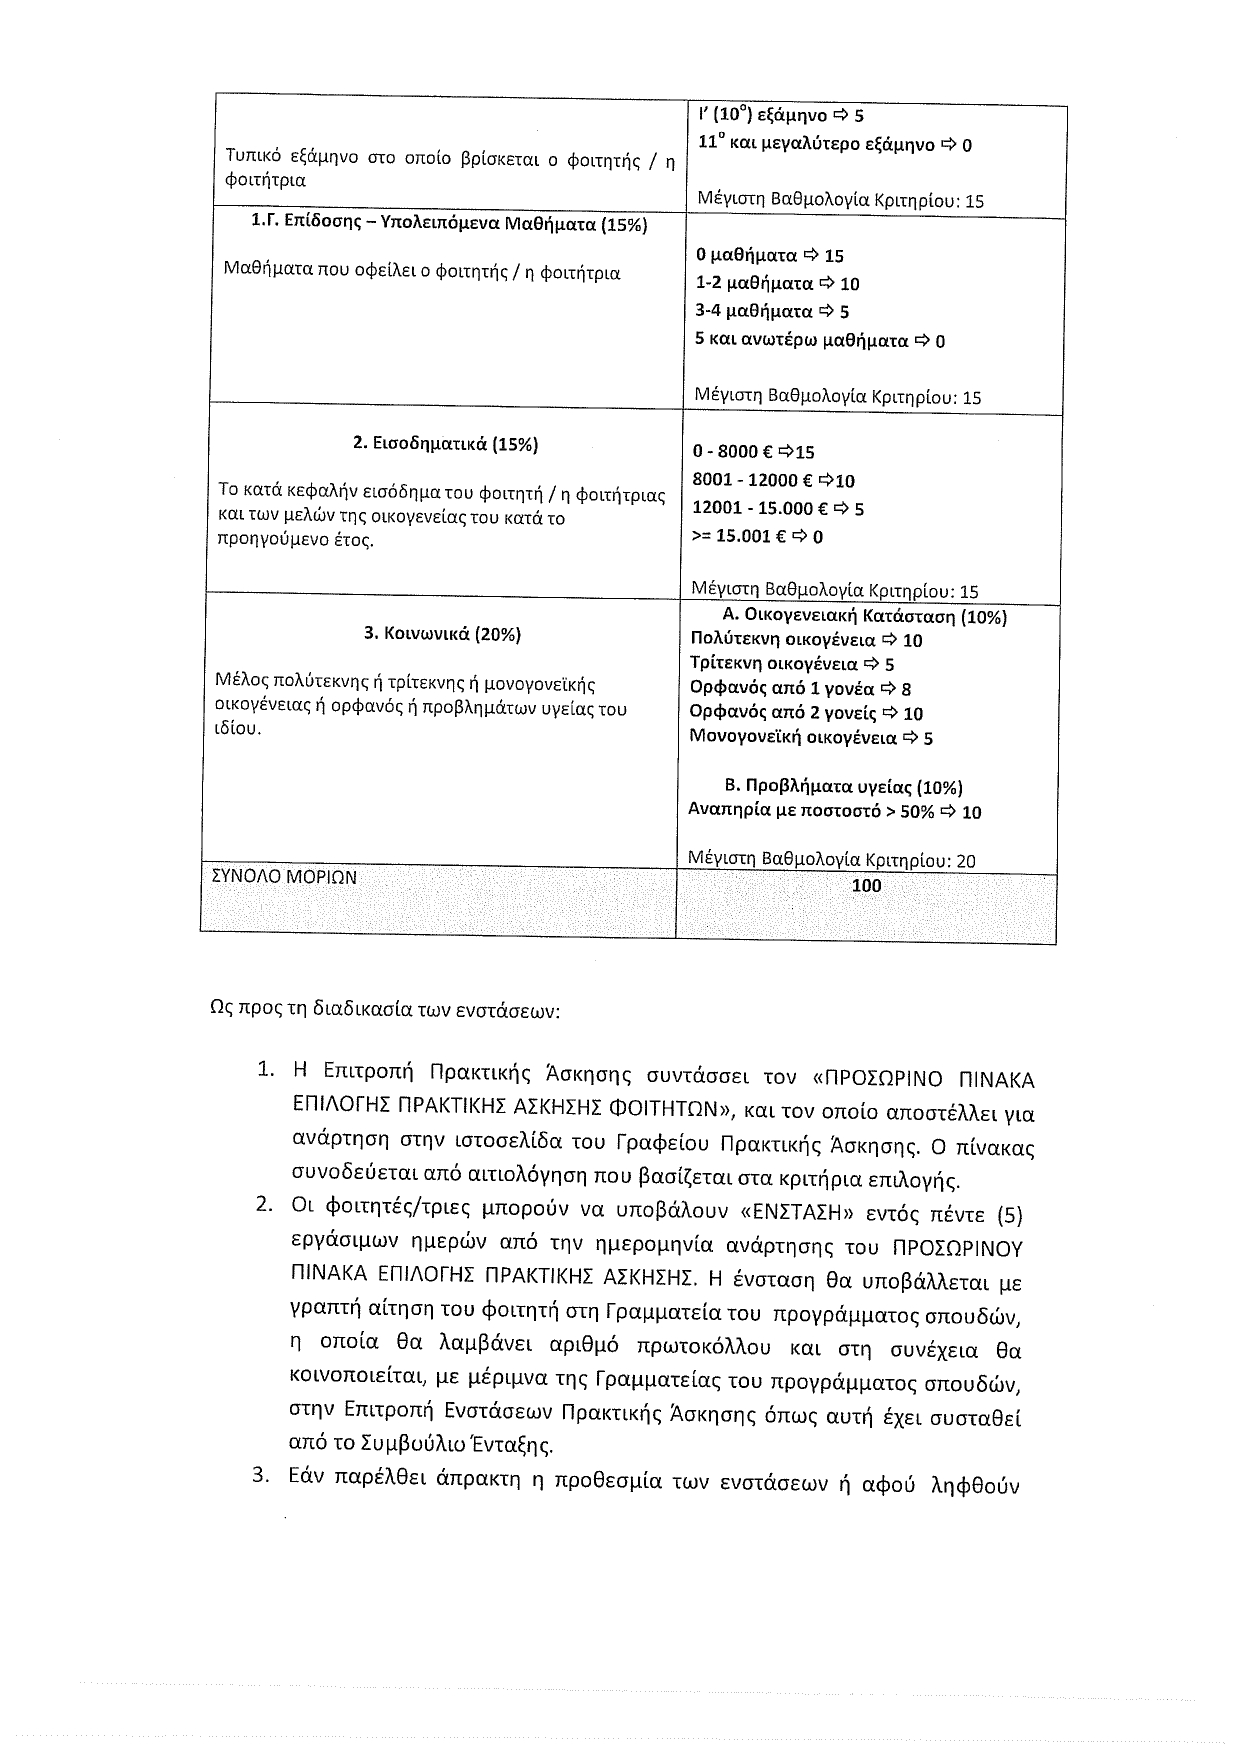 Ι’ (10ο) εξάμηνο ⇨ 5
11ο και μεγαλύτερο εξάμηνο ⇨ 0
Τυπικό εξάμηνο στο οποίο βρίσκεται ο φοιτητής / η
φοιτήτρια
Μέγιστη Βαθμολογία Κριτηρίου: 15
1.Γ. Επίδοσης – Υπολειπόμενα Μαθήματα (15%)
Μαθήματα που οφείλει ο φοιτητής / η φοιτήτρια
0 μαθήματα ⇨ 15
1-2 μαθήματα ⇨ 10
3-4 μαθήματα ⇨ 5
5 και ανωτέρω μαθήματα ⇨ 0
Μέγιστη Βαθμολογία Κριτηρίου: 15
2. Εισοδηματικά (15%)
Το κατά κεφαλήν εισόδημα του φοιτητή / η φοιτήτριας
και των μελών της οικογενείας του κατά το
προηγούμενο έτος.
0 - 8000 € ⇨15
8001 - 12000 € ⇨10
12001 - 15.000 € ⇨ 5
>= 15.001 € ⇨ 0
Μέγιστη Βαθμολογία Κριτηρίου: 15
3. Κοινωνικά (20%)
Μέλος πολύτεκνης ή τρίτεκνης ή μονογονεϊκής
οικογένειας ή ορφανός ή προβλημάτων υγείας του
ιδίου.
Α. Οικογενειακή Κατάσταση (10%)
Πολύτεκνη οικογένεια ⇨ 10
Τρίτεκνη οικογένεια ⇨ 5
Ορφανός από 1 γονέα ⇨ 8
Ορφανός από 2 γονείς ⇨ 10
Μονογονεϊκή οικογένεια ⇨ 5
Β. Προβλήματα υγείας (10%)
Αναπηρία με ποστοστό > 50% ⇨ 10
Μέγιστη Βαθμολογία Κριτηρίου: 20
ΣΥΝΟΛΟ ΜΟΡΙΩΝ
100
Ως προς τη διαδικασία των ενστάσεων:
1. Η Επιτροπή Πρακτικής Άσκησης συντάσσει τον «ΠΡΟΣΩΡΙΝΟ ΠΙΝΑΚΑ
ΕΠΙΛΟΓΗΣ ΠΡΑΚΤΙΚΗΣ ΑΣΚΗΣΗΣ ΦΟΙΤΗΤΩΝ», και τον οποίο αποστέλλει για
ανάρτηση στην ιστοσελίδα του Γραφείου Πρακτικής Άσκησης. Ο πίνακας
συνοδεύεται από αιτιολόγηση που βασίζεται στα κριτήρια επιλογής.
2. Οι φοιτητές/τριες μπορούν να υποβάλουν «ΕΝΣΤΑΣΗ» εντός πέντε (5)
εργάσιμων ημερών από την ημερομηνία ανάρτησης του ΠΡΟΣΩΡΙΝΟΥ
ΠΙΝΑΚΑ ΕΠΙΛΟΓΗΣ ΠΡΑΚΤΙΚΗΣ ΑΣΚΗΣΗΣ. Η ένσταση θα υποβάλλεται με
γραπτή αίτηση του φοιτητή στη Γραμματεία του προγράμματος σπουδών,
η οποία θα λαμβάνει αριθμό πρωτοκόλλου και στη συνέχεια θα
κοινοποιείται, με μέριμνα της Γραμματείας του προγράμματος σπουδών,
στην Επιτροπή Ενστάσεων Πρακτικής Άσκησης όπως αυτή έχει συσταθεί
από το Συμβούλιο Ένταξης.
3. Εάν παρέλθει άπρακτη η προθεσμία των ενστάσεων ή αφού ληφθούν